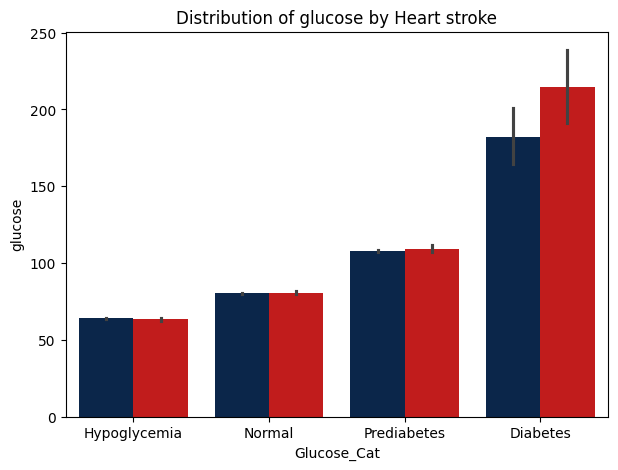 Distribution of glucose by Heart stroke
250
200
150
100
50
0
glucose
Hypoglycemia Normal Prediabetes Diabetes
Glucose_Cat